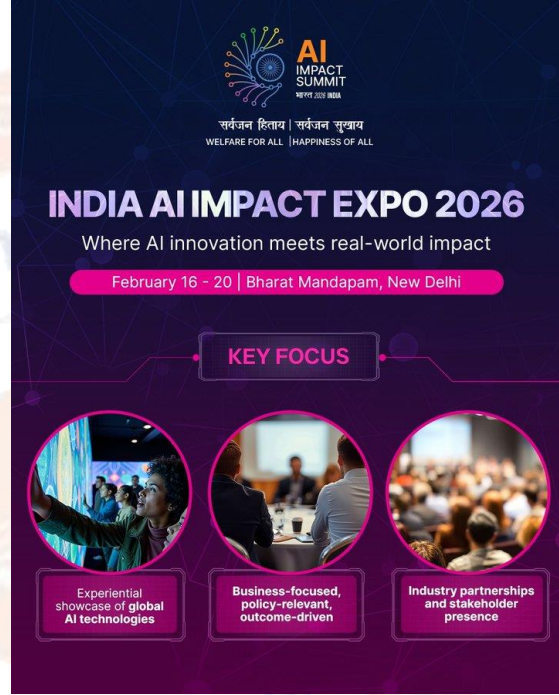 AI
IMPACT
SUMMIT
भारत 2026 INDIA
सर्वजन हिताय | सर्वजन सुखाय
WELFARE FOR ALL | HAPPINESS OF ALL
INDIA AI IMPACT EXPO 2026
Where AI innovation meets real-world impact
February 16 - 20 | Bharat Mandapam, New Delhi
KEY FOCUS
Experiential
showcase of global
AI technologies
Business-focused,
policy-relevant,
outcome-driven
Industry partnerships
and stakeholder
presence